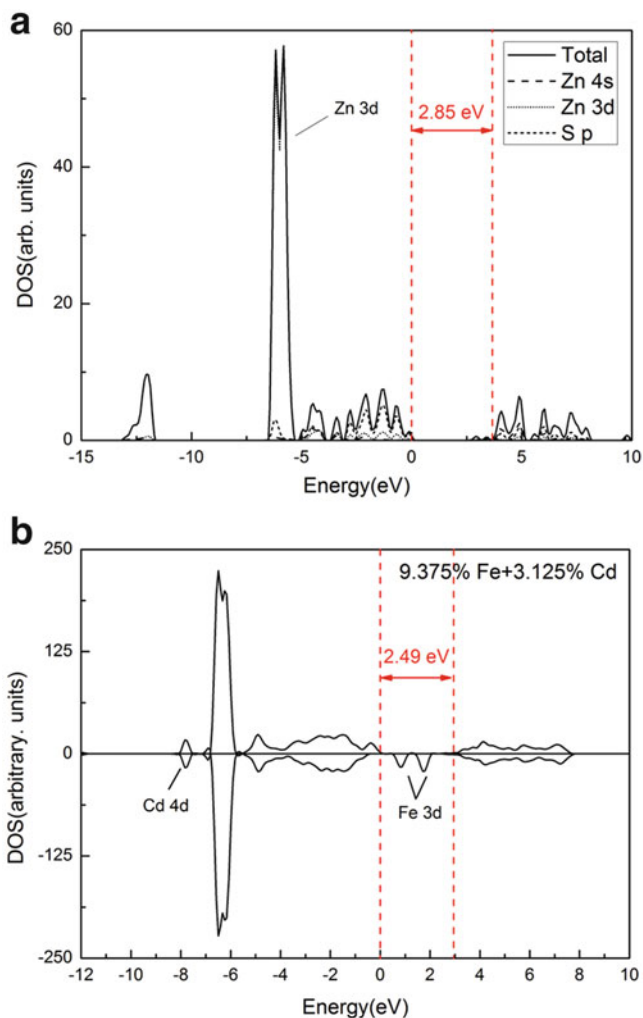 a
60
40
20
0
DOS(arb. units)
Total
Zn 4s
Zn 3d
S p
2.85 eV
Zn 3d
-15
-10
-5
0
5
10
Energy(eV)
b
250
125
0
-125
-250
DOS(arbitrary. units)
9.375% Fe+3.125% Cd
2.49 eV
Cd 4d
Fe 3d
-12
-10
-8
-6
-4
-2
0
2
4
6
8
10
Energy(eV)